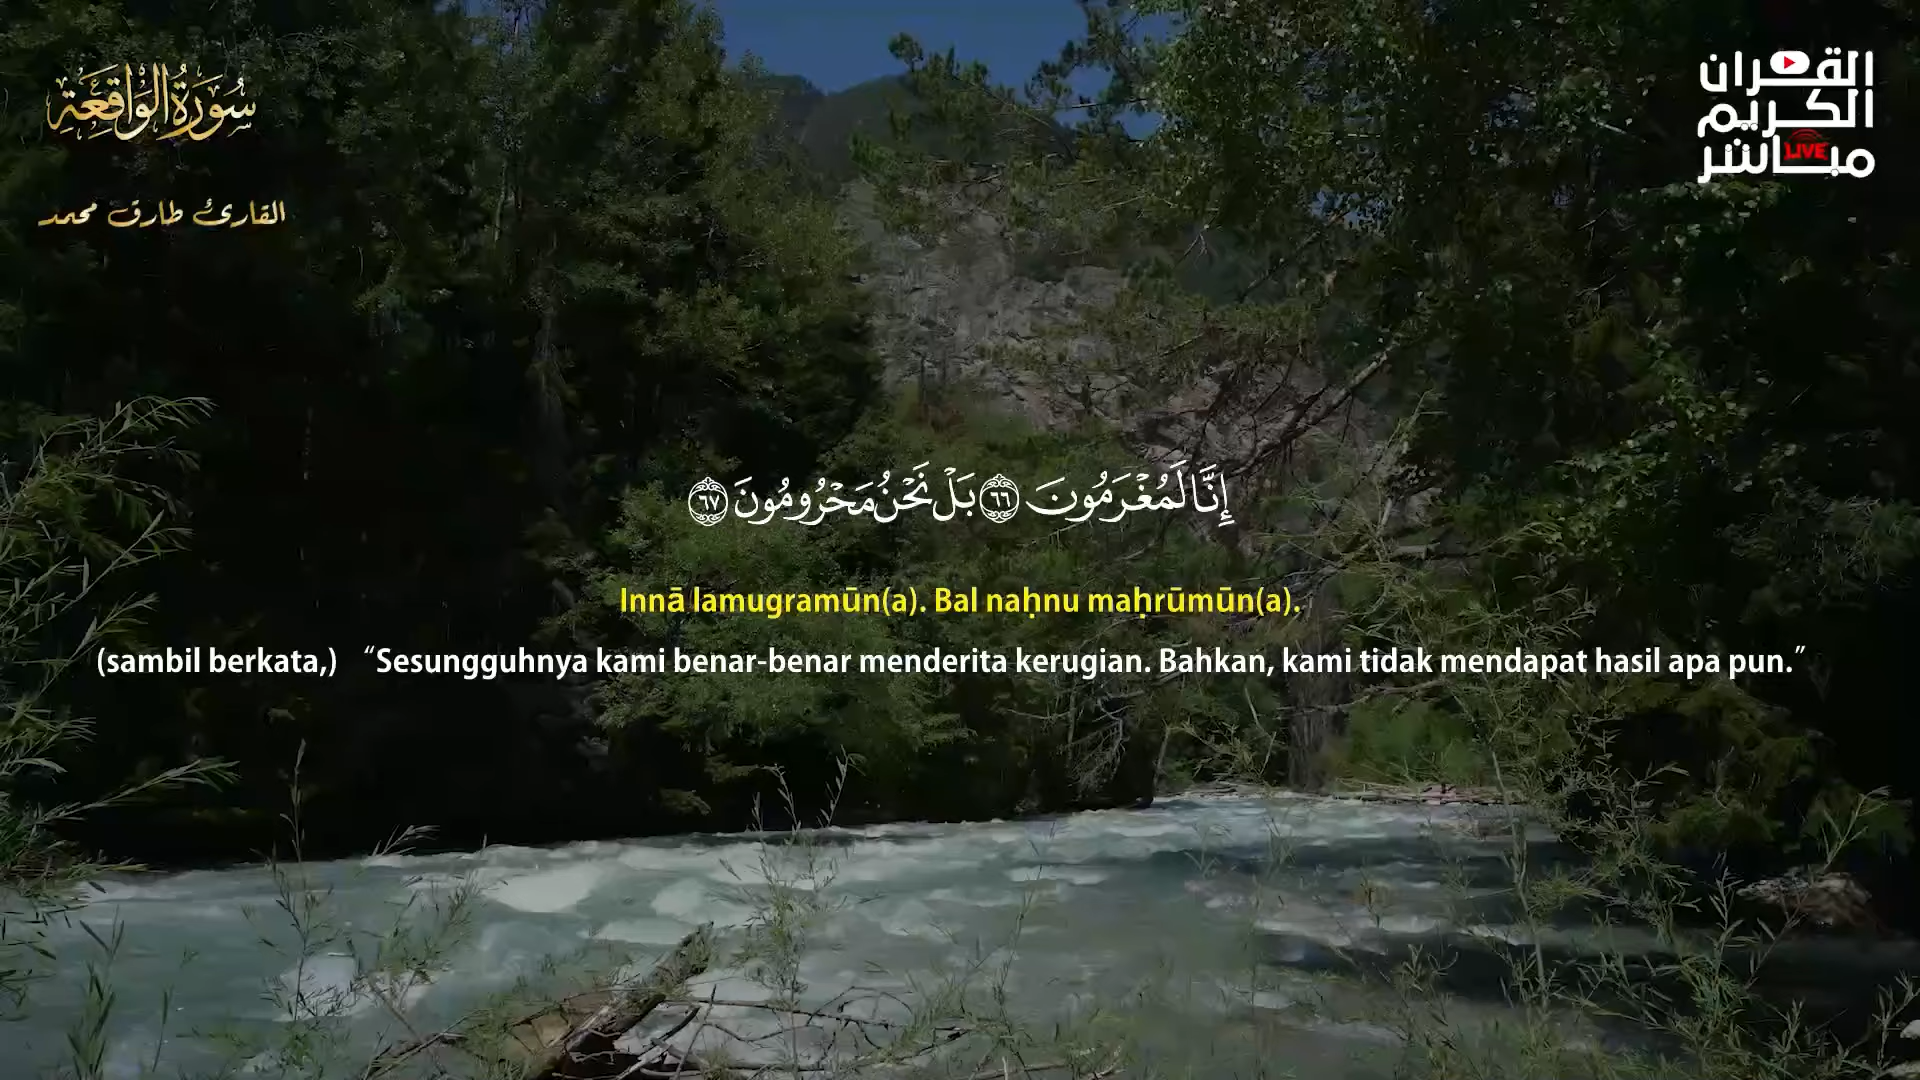 سُورَةُ الوَاقِعَة
القارئ طارق محمد
القران
الكريم
مباشر
LIVE
إِنَّا لَمُغْرَمُونَ ٦٦ بَلْ نَحْنُ مَحْرُومُونَ ٦٧
Innā lamugramūn(a). Bal naḥnu maḥrūmūn(a).
(sambil berkata,) “Sesungguhnya kami benar-benar menderita kerugian. Bahkan, kami tidak mendapat hasil apa pun.”